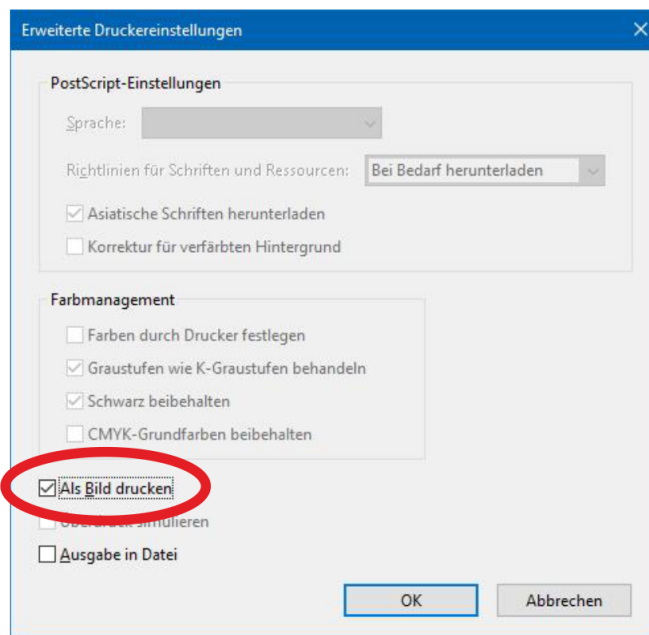 Erweiterte Druckereinstellungen
PostScript-Einstellungen
Sprache:
Richtlinien für Schriften und Ressourcen: Bei Bedarf herunterladen
Asiatische Schriften herunterladen
Korrektur für verfärbten Hintergrund
Farbmanagement
Farben durch Drucker festlegen
Graustufen wie K-Graustufen behandeln
Schwarz beibehalten
CMYK-Grundfarben beibehalten
Als Bild drucken
Überdruck simulieren
Ausgabe in Datei
OK Abbrechen